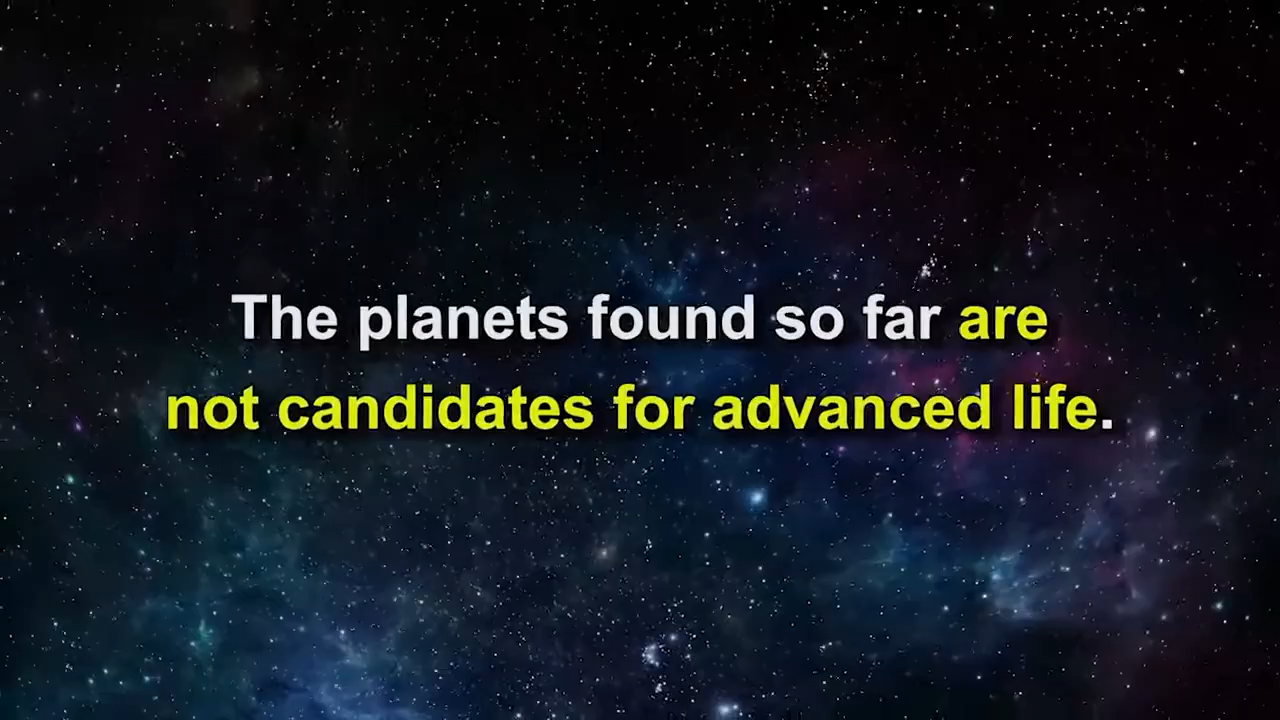 The planets found so far are
not candidates for advanced life.